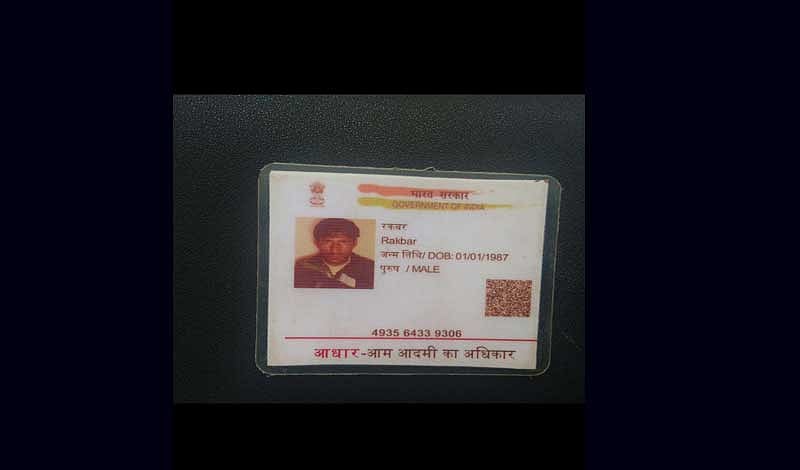 भारत सरकार
GOVERNMENT OF INDIA
रकबर
Rakbar
जन्म तिथि/ DOB: 01/01/1987
पुरुष / MALE
4935 6433 9306
आधार-आम आदमी का अधिकार